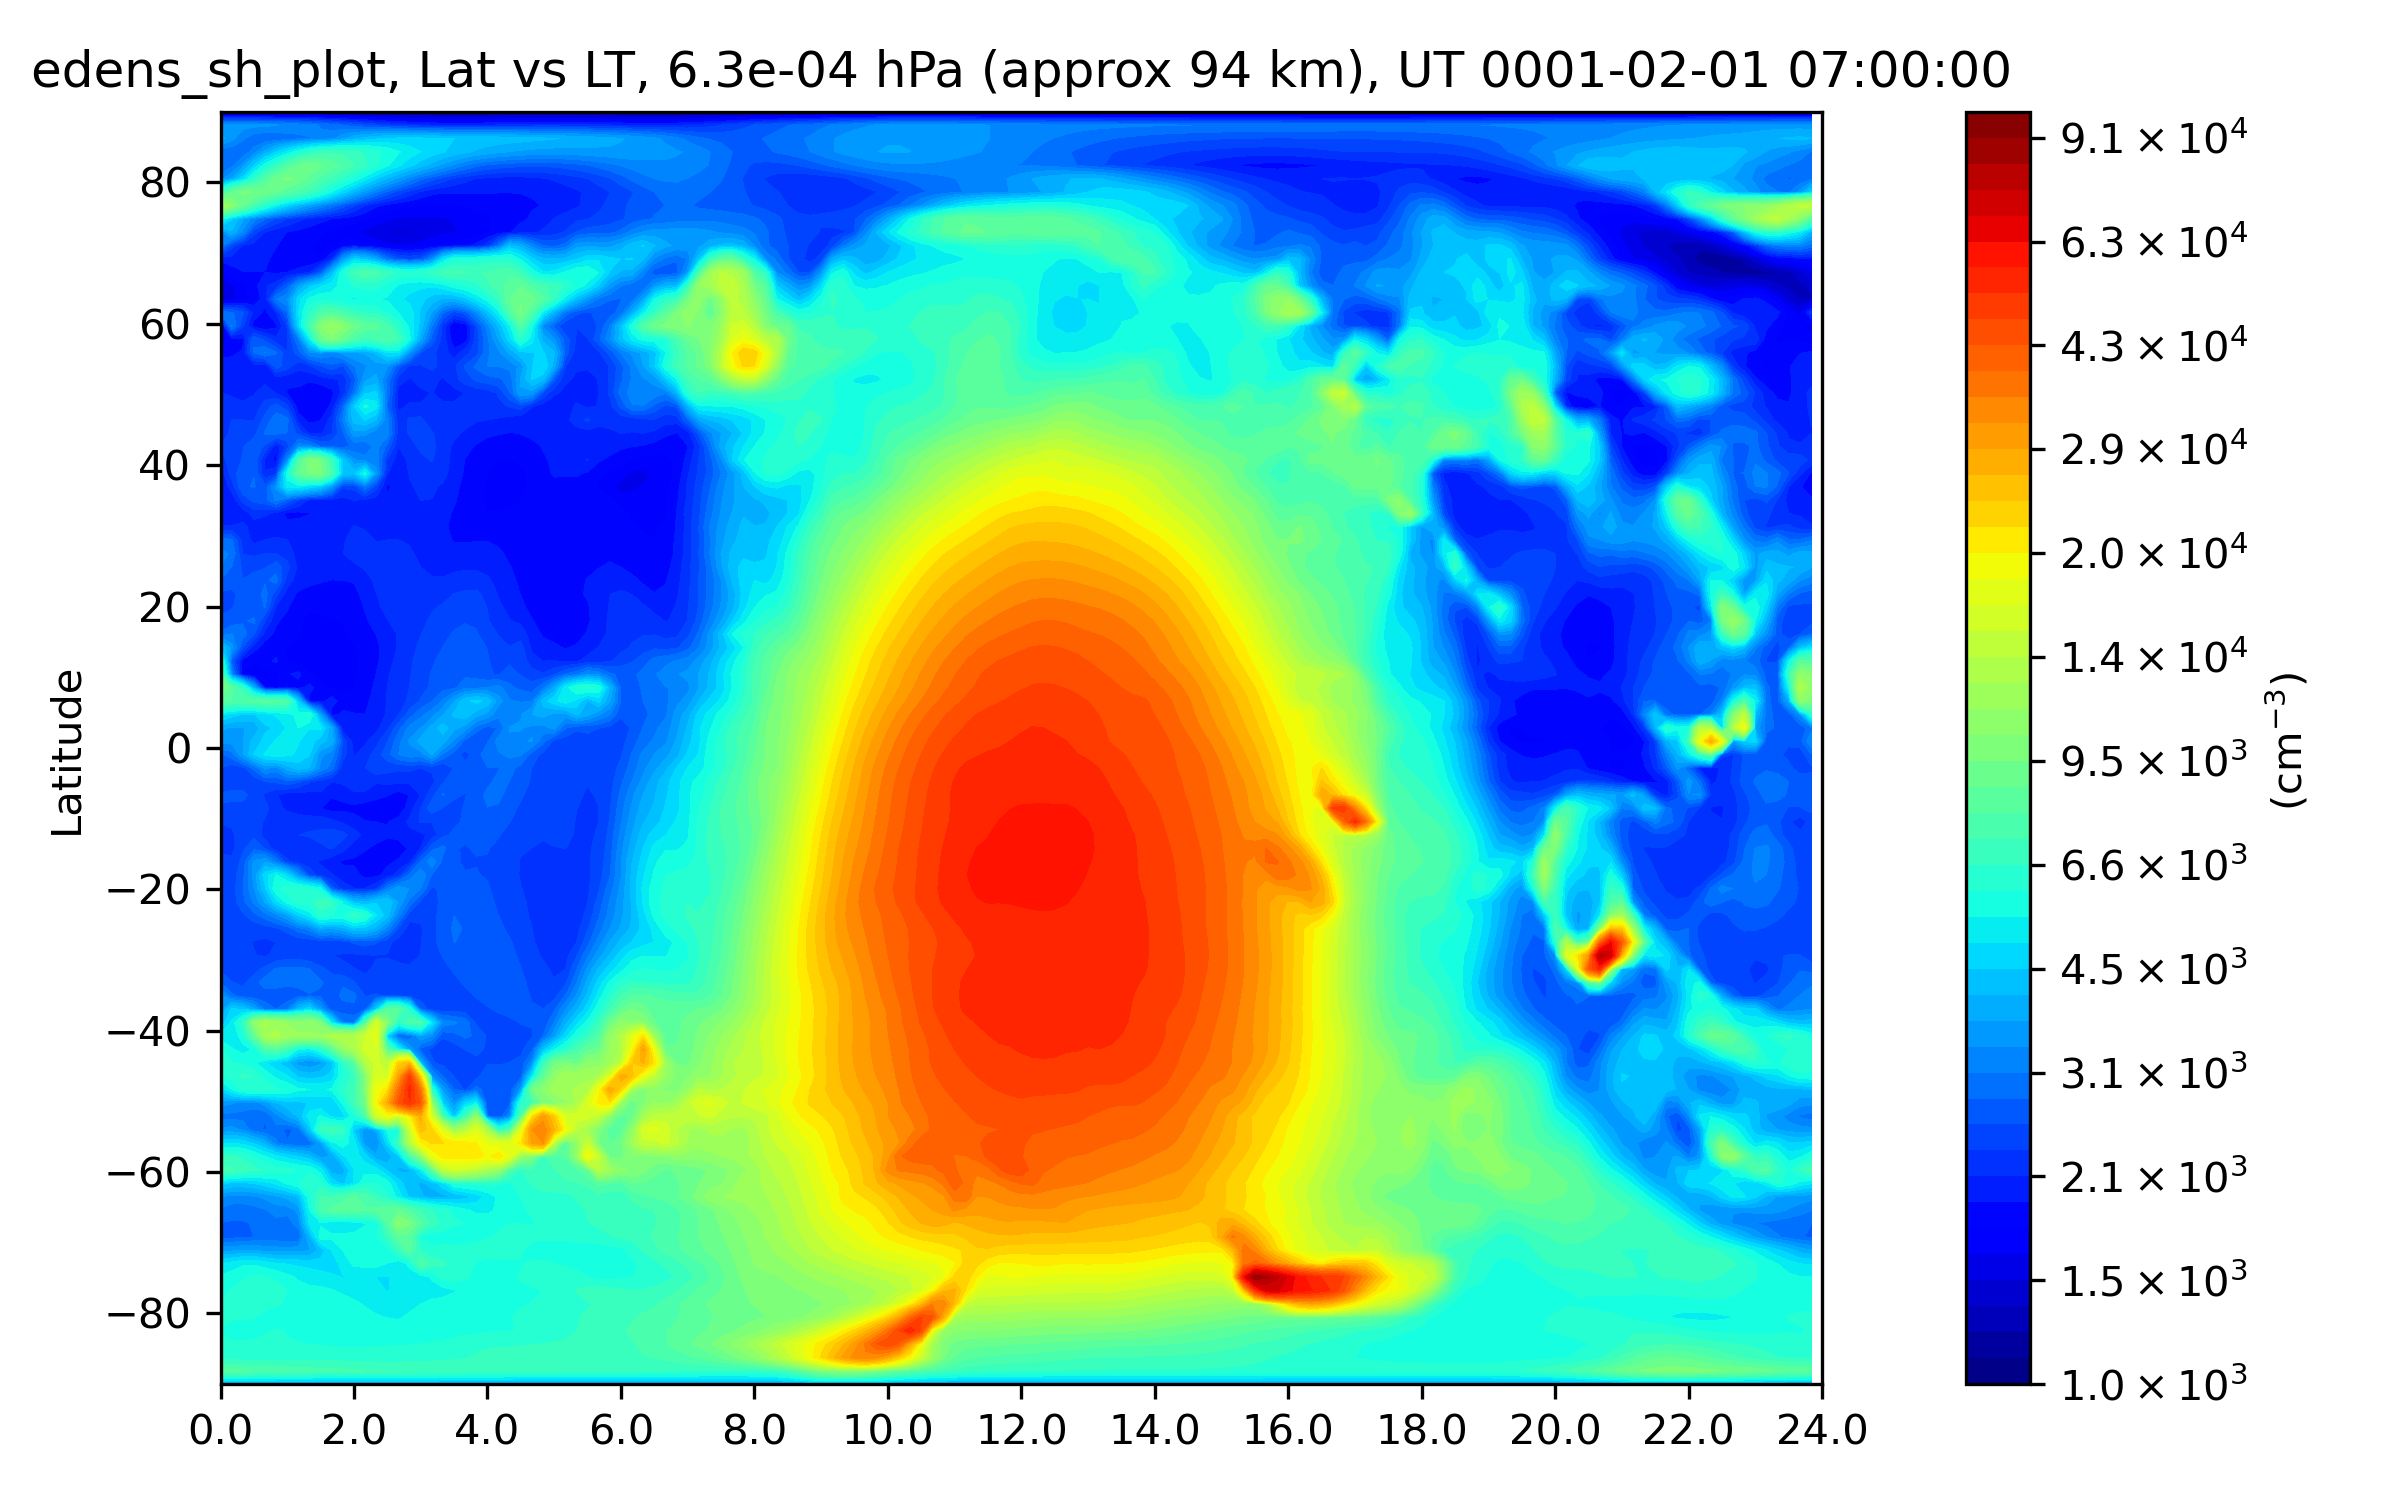 edens_sh_plot, Lat vs LT, 6.3e-04 hPa (approx 94 km), UT 0001-02-01 07:00:00
Latitude
80
60
40
20
0
−20
−40
−60
−80
0.0 2.0 4.0 6.0 8.0 10.0 12.0 14.0 16.0 18.0 20.0 22.0 24.0
9.1 × 10⁴
6.3 × 10⁴
4.3 × 10⁴
2.9 × 10⁴
2.0 × 10⁴
1.4 × 10⁴
9.5 × 10³
6.6 × 10³
4.5 × 10³
3.1 × 10³
2.1 × 10³
1.5 × 10³
1.0 × 10³
(cm⁻³)